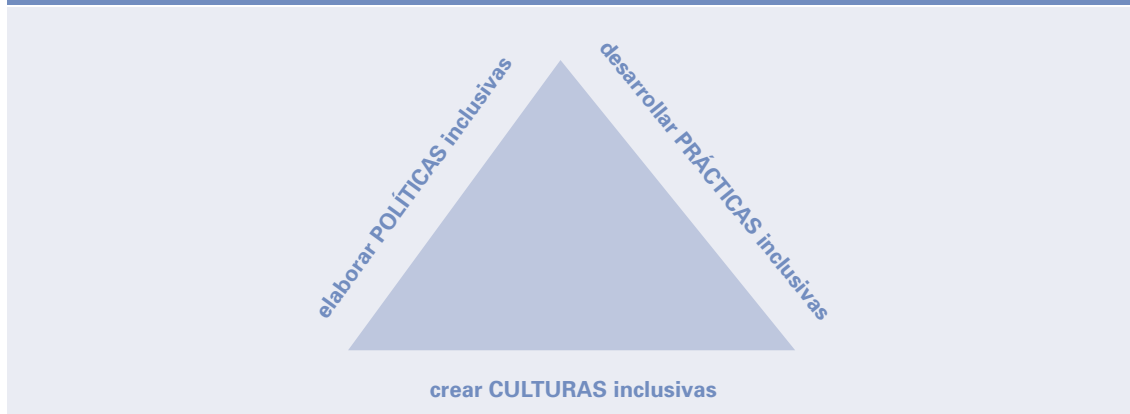 elaborar POLÍTICAS inclusivas
desarrollar PRÁCTICAS inclusivas
crear CULTURAS inclusivas